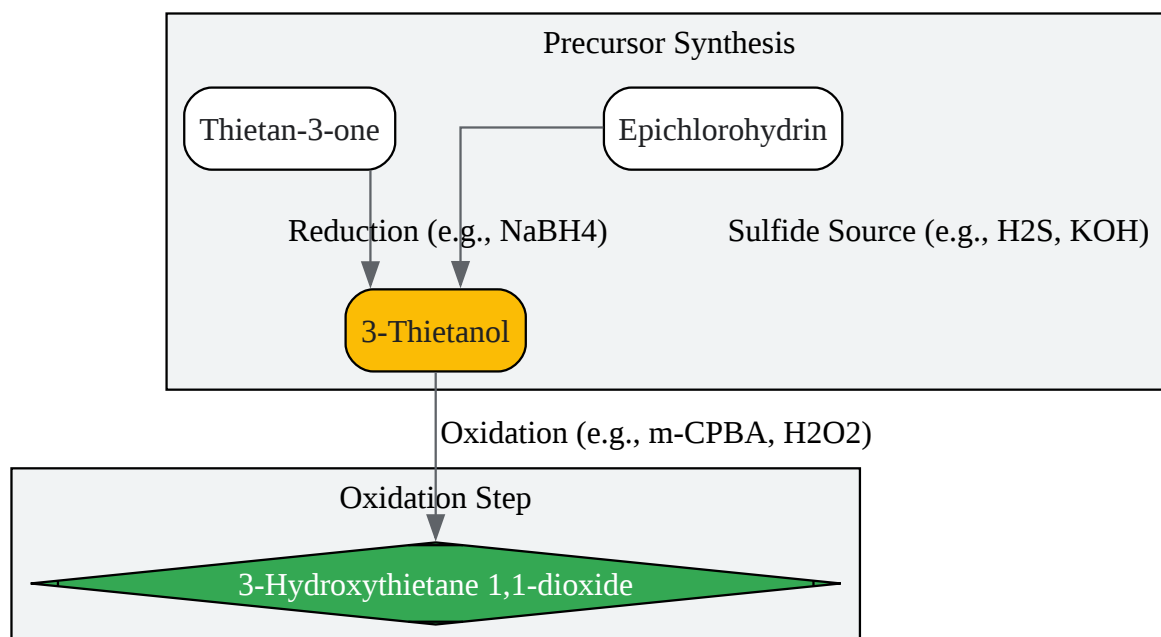 Precursor Synthesis
Thietan-3-one
Epichlorohydrin
Reduction (e.g., NaBH4)
Sulfide Source (e.g., H2S, KOH)
3-Thietanol
Oxidation (e.g., m-CPBA, H2O2)
Oxidation Step
3-Hydroxythietane 1,1-dioxide